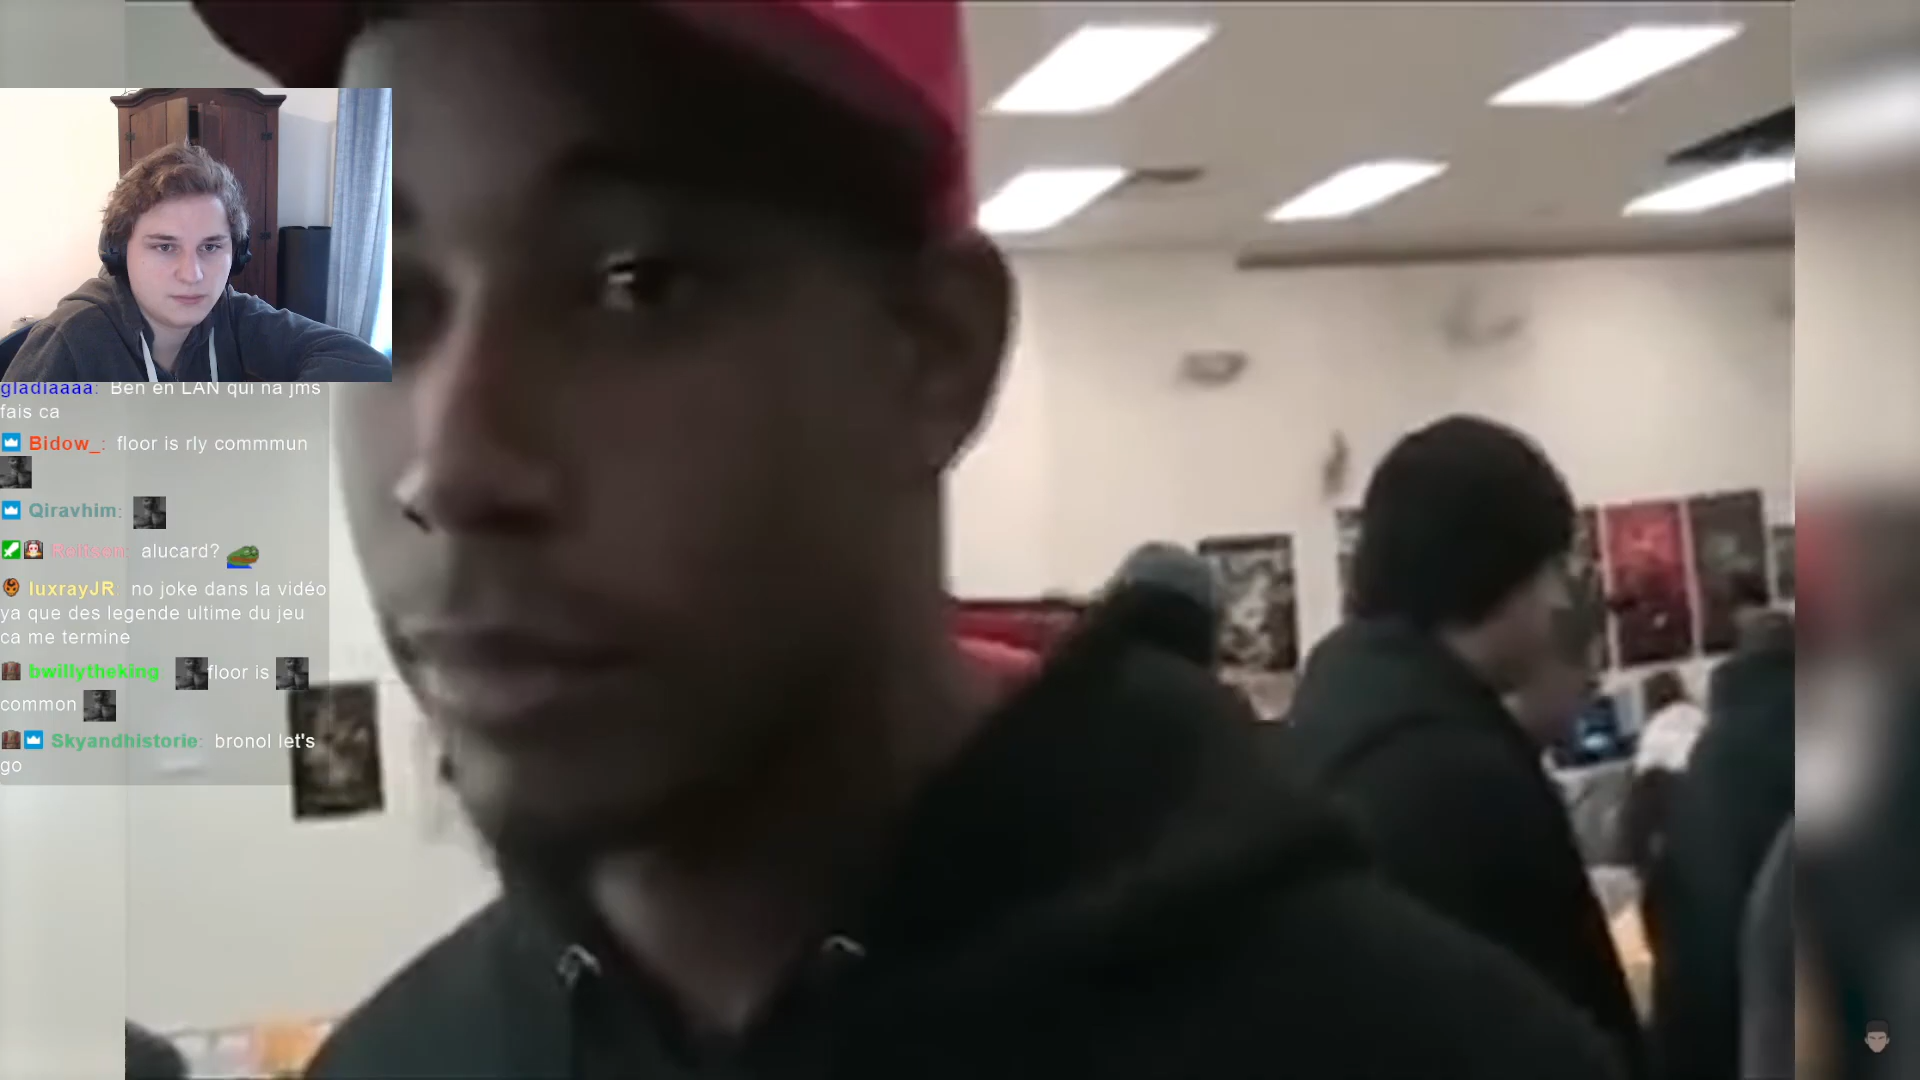 gladiaaaa: Ben en LAN qui na jms
fais ca
Bidow_: floor is rly commmun
Qiravhim:
alucard?
luxrayJR: no joke dans la vidéo
ya que des legende ultime du jeu
ca me termine
bwillytheking floor is
common
Skyandhistorie: bronol let's
go